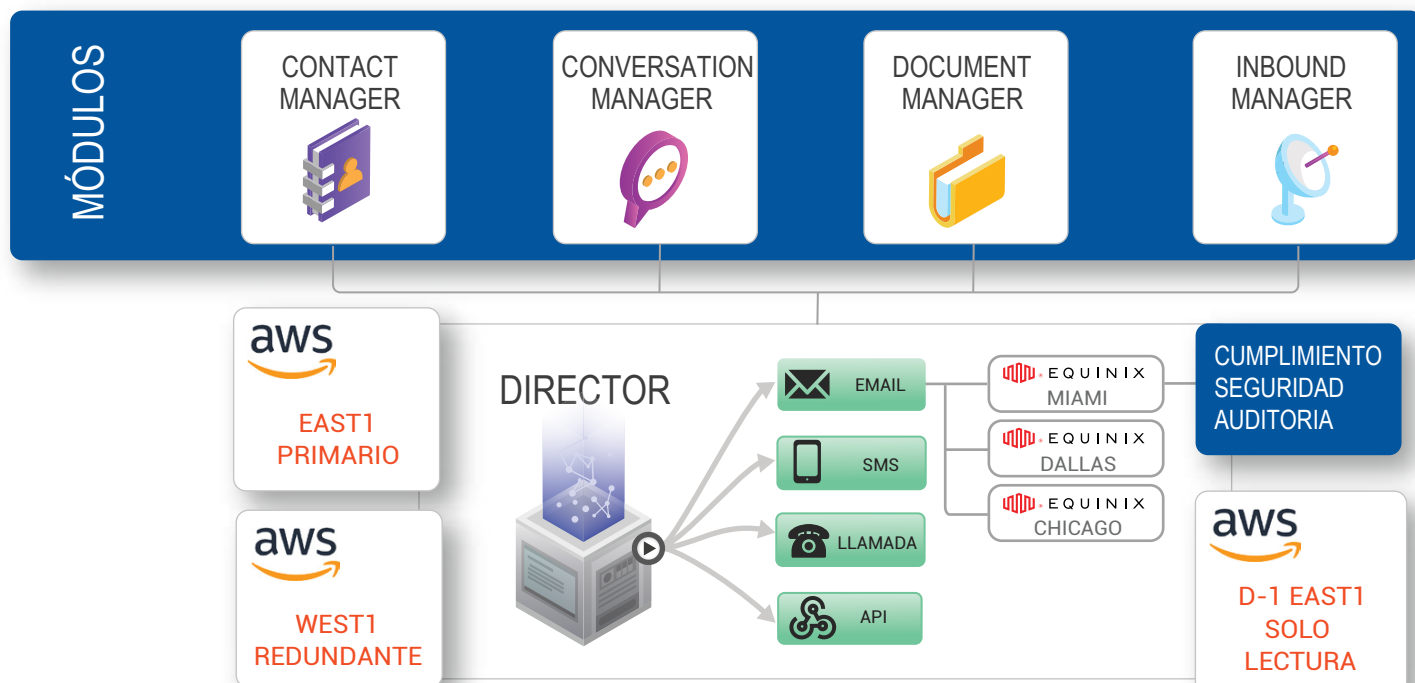 MÓDULOS
CONTACT
MANAGER
CONVERSATION
MANAGER
DOCUMENT
MANAGER
INBOUND
MANAGER
aws
EAST1
PRIMARIO
aws
WEST1
REDUNDANTE
DIRECTOR
EMAIL
SMS
LLAMADA
API
EQUINIX
MIAMI
EQUINIX
DALLAS
EQUINIX
CHICAGO
CUMPLIMIENTO
SEGURIDAD
AUDITORIA
aws
D-1 EAST1
SOLO
LECTURA